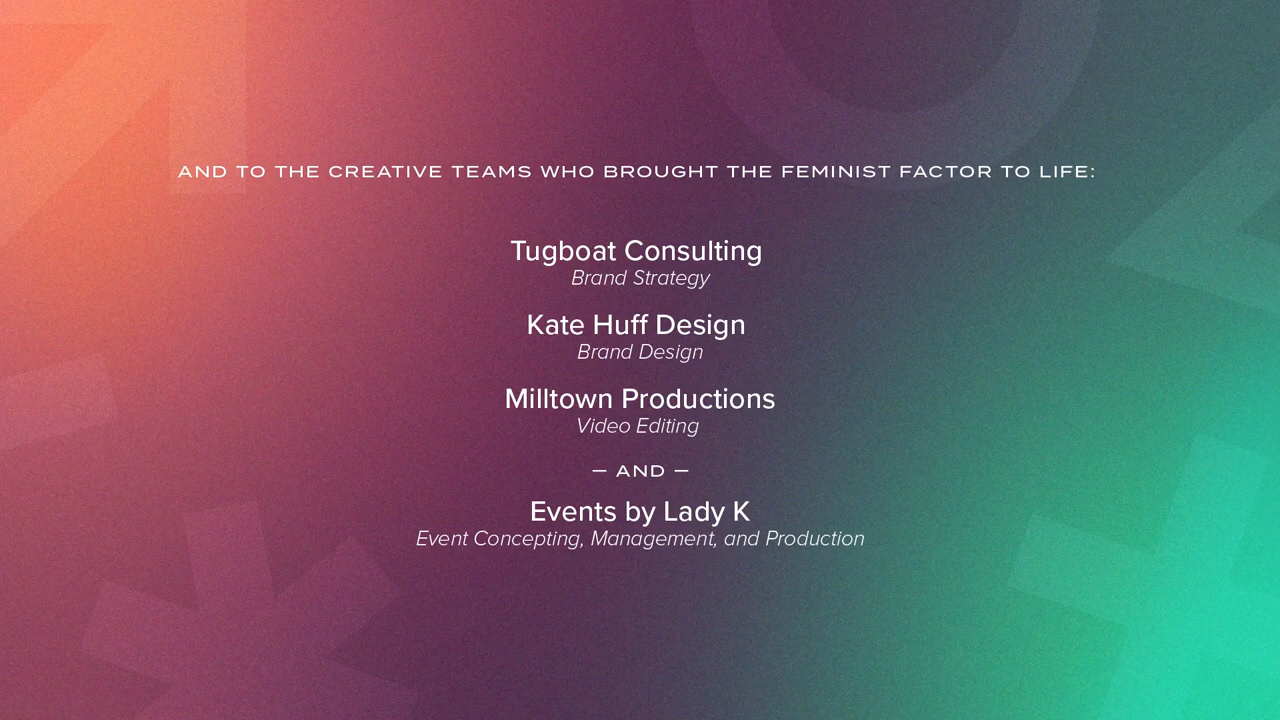 AND TO THE CREATIVE TEAMS WHO BROUGHT THE FEMINIST FACTOR TO LIFE:
Tugboat Consulting
Brand Strategy
Kate Huff Design
Brand Design
Milltown Productions
Video Editing
— AND —
Events by Lady K
Event Concepting, Management, and Production